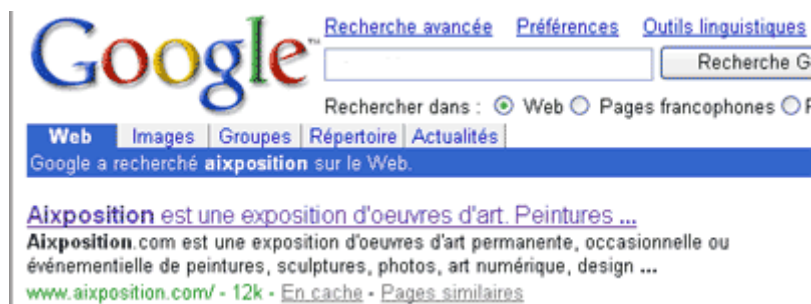 Google™
Recherche avancée Préférences Outils linguistiques
Recherche G
Rechercher dans : Web Pages francophones
Web Images Groupes Répertoire Actualités
Google a recherché aixposition sur le Web.
Aixposition est une exposition d'oeuvres d'art. Peintures ...
Aixposition.com est une exposition d'oeuvres d'art permanente, occasionnelle ou
événementielle de peintures, sculptures, photos, art numérique, design ...
www.aixposition.com/ - 12k - En cache - Pages similaires